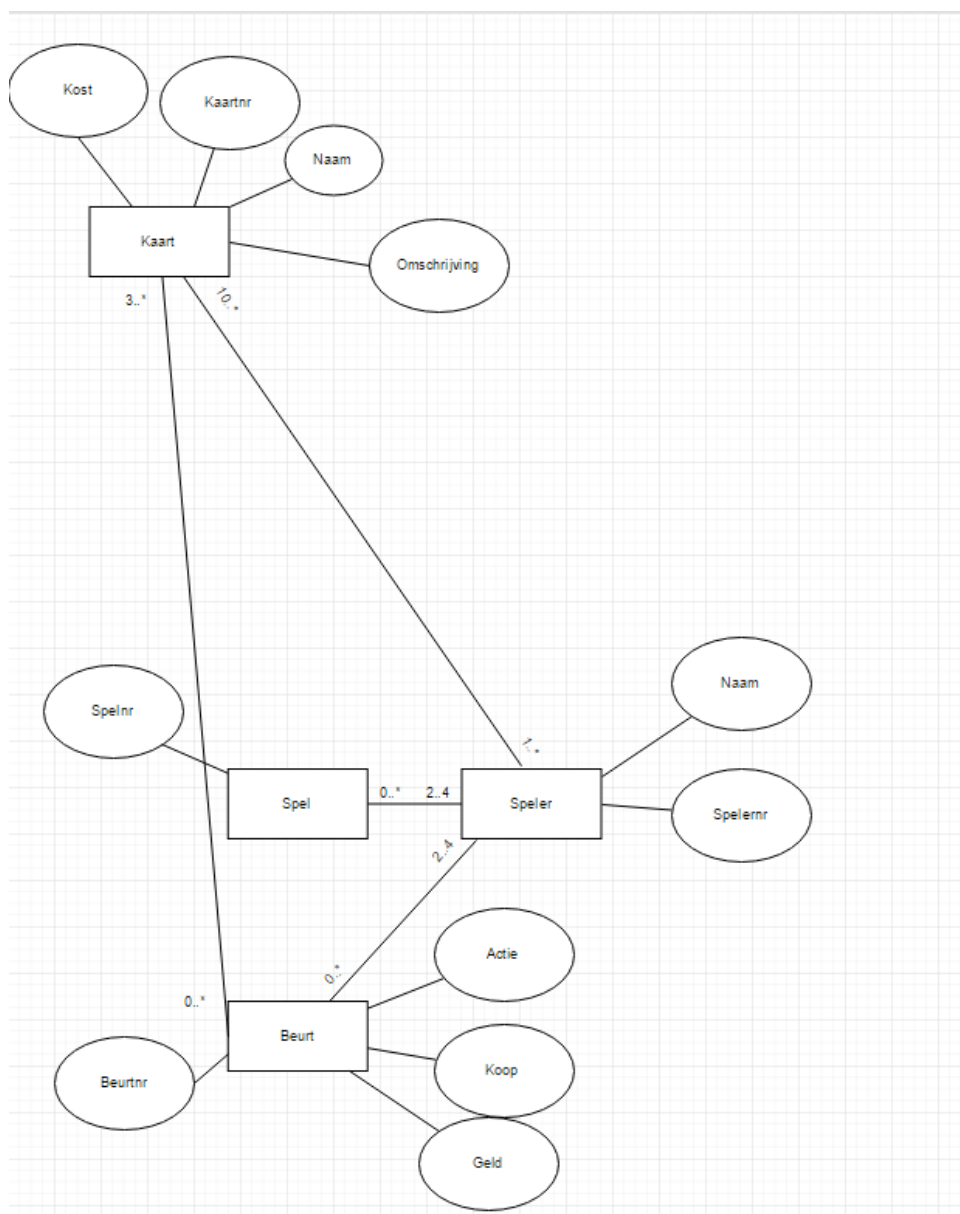 Kost
Kaartnr
Naam
Kaart
Omschrijving
3..*
10..*
Naam
Spelnr
1..*
Spel
0..*
2..4
Speler
Spelernr
2..4
Actie
0..*
0..*
Beurt
Koop
Beurtnr
Geld